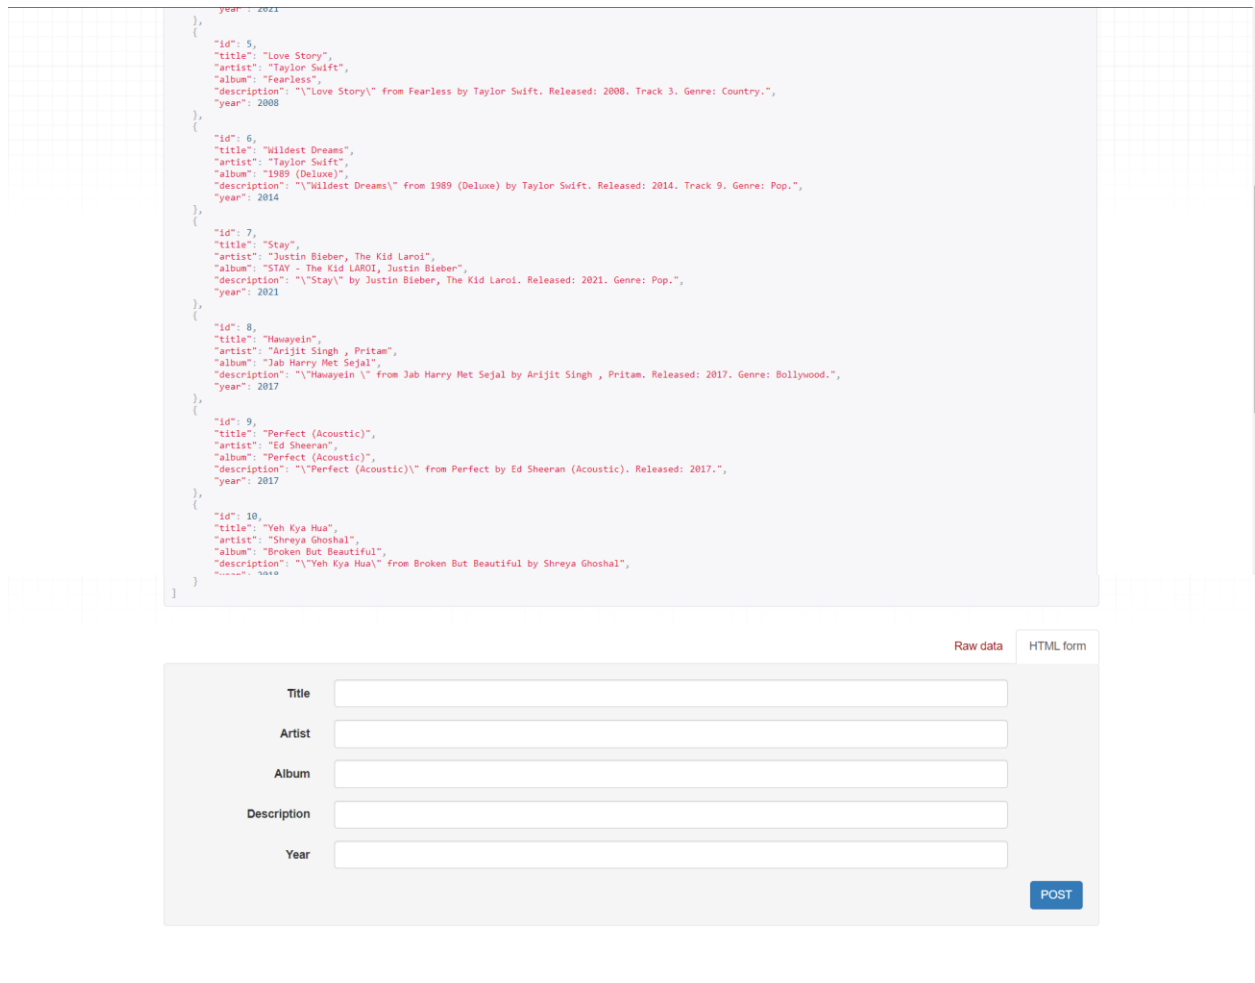 "year": 2021
},
{
"id": 5,
"title": "Love Story",
"artist": "Taylor Swift",
"album": "Fearless",
"description": "\"Love Story\" from Fearless by Taylor Swift. Released: 2008. Track 3. Genre: Country.",
"year": 2008
},
{
"id": 6,
"title": "Wildest Dreams",
"artist": "Taylor Swift",
"album": "1989 (Deluxe)",
"description": "\"Wildest Dreams\" from 1989 (Deluxe) by Taylor Swift. Released: 2014. Track 9. Genre: Pop.",
"year": 2014
},
{
"id": 7,
"title": "Stay",
"artist": "Justin Bieber, The Kid Laroi",
"album": "STAY - The Kid LAROI, Justin Bieber",
"description": "\"Stay\" by Justin Bieber, The Kid Laroi. Released: 2021. Genre: Pop.",
"year": 2021
},
{
"id": 8,
"title": "Hawayein",
"artist": "Arijit Singh , Pritam",
"album": "Jab Harry Met Sejal",
"description": "\"Hawayein \" from Jab Harry Met Sejal by Arijit Singh , Pritam. Released: 2017. Genre: Bollywood.",
"year": 2017
},
{
"id": 9,
"title": "Perfect (Acoustic)",
"artist": "Ed Sheeran",
"album": "Perfect (Acoustic)",
"description": "\"Perfect (Acoustic)\" from Perfect by Ed Sheeran (Acoustic). Released: 2017.",
"year": 2017
},
{
"id": 10,
"title": "Yeh Kya Hua",
"artist": "Shreya Ghoshal",
"album": "Broken But Beautiful",
"description": "\"Yeh Kya Hua\" from Broken But Beautiful by Shreya Ghoshal",
"year": 2018
}
]
Raw data
HTML form
Title
Artist
Album
Description
Year
POST